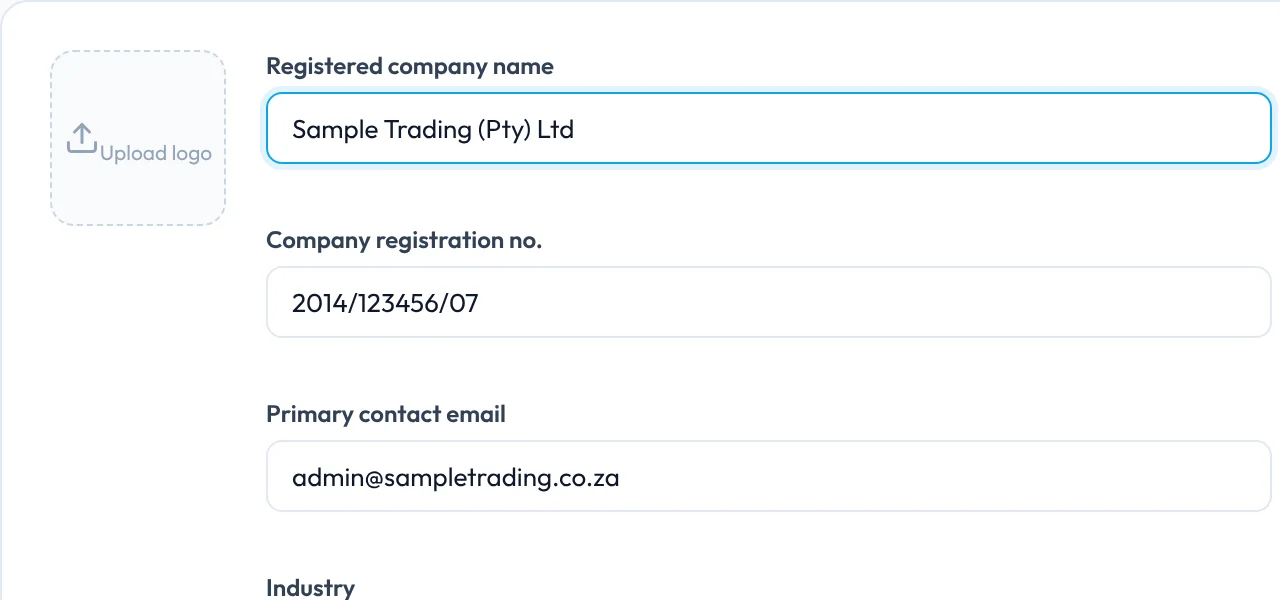 Upload logo
Registered company name
Sample Trading (Pty) Ltd
Company registration no.
2014/123456/07
Primary contact email
admin@sampletrading.co.za
Industry